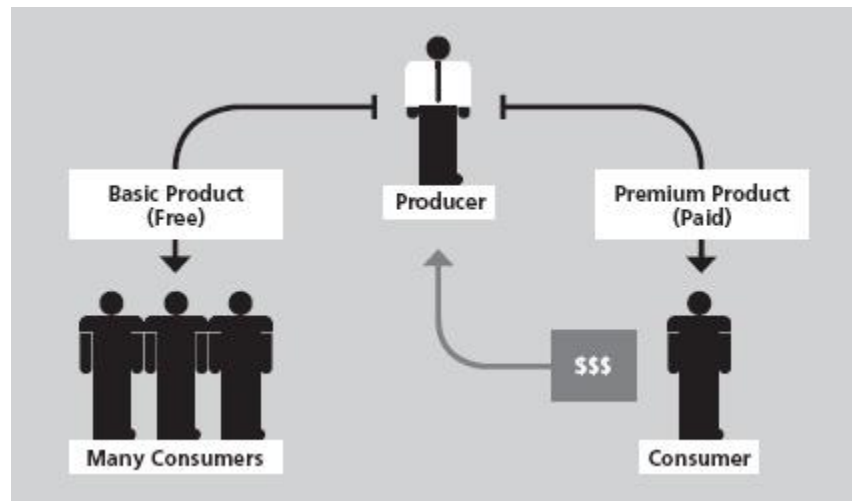 Producer
Basic Product
(Free)
Premium Product
(Paid)
$$$
Many Consumers
Consumer